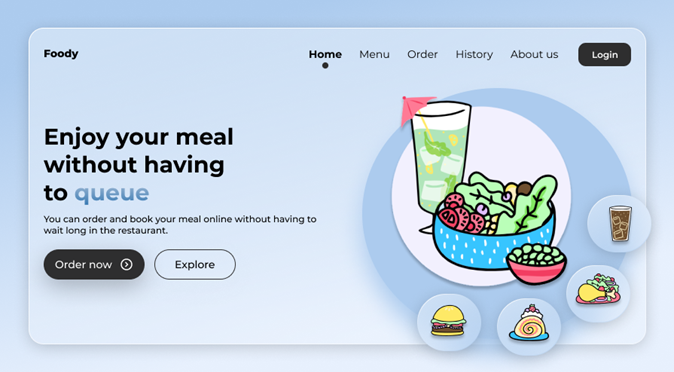 Foody
Home
Menu
Order
History
About us
Login
Enjoy your meal
without having
to queue
You can order and book your meal online without having to
wait long in the restaurant.
Order now
Explore